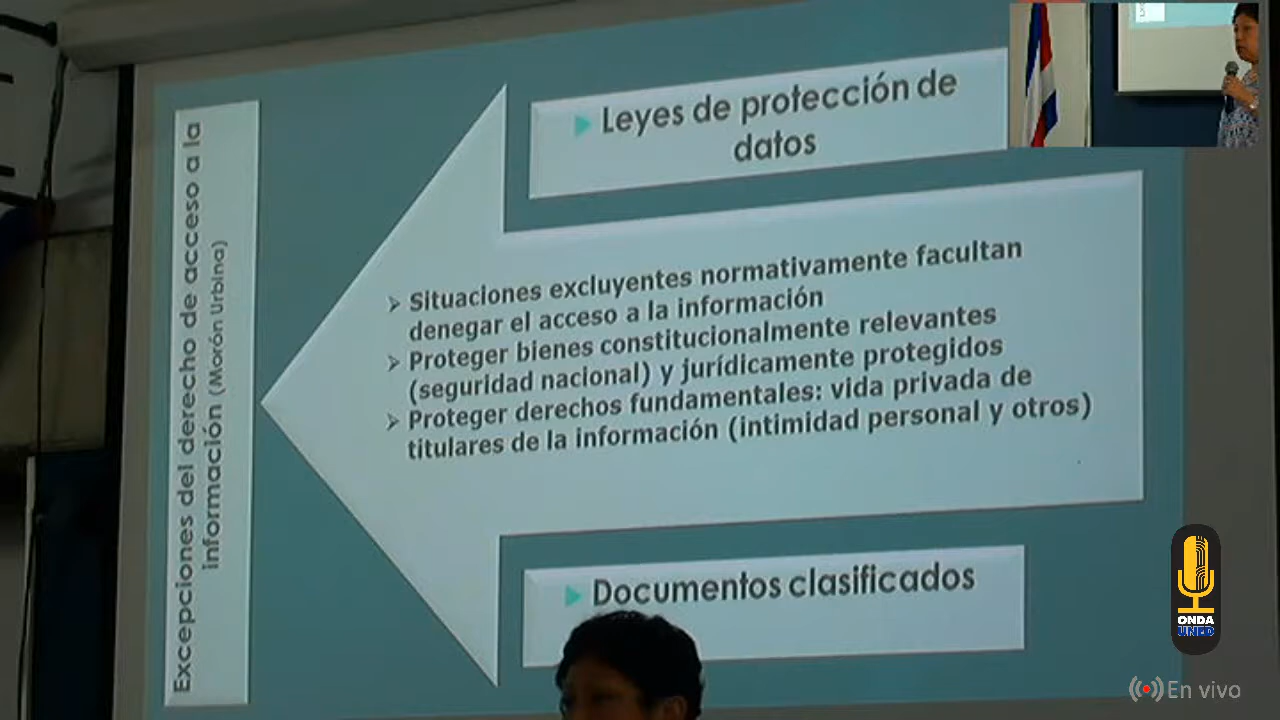 Excepciones del derecho de acceso a la
información (Morón Urbina)
Leyes de protección de
datos
Situaciones excluyentes normativamente facultan
denegar el acceso a la información
Proteger bienes constitucionalmente relevantes
(seguridad nacional) y jurídicamente protegidos
Proteger derechos fundamentales: vida privada de
titulares de la información (intimidad personal y otros)
Documentos clasificados
ONDA
UNED
En vivo